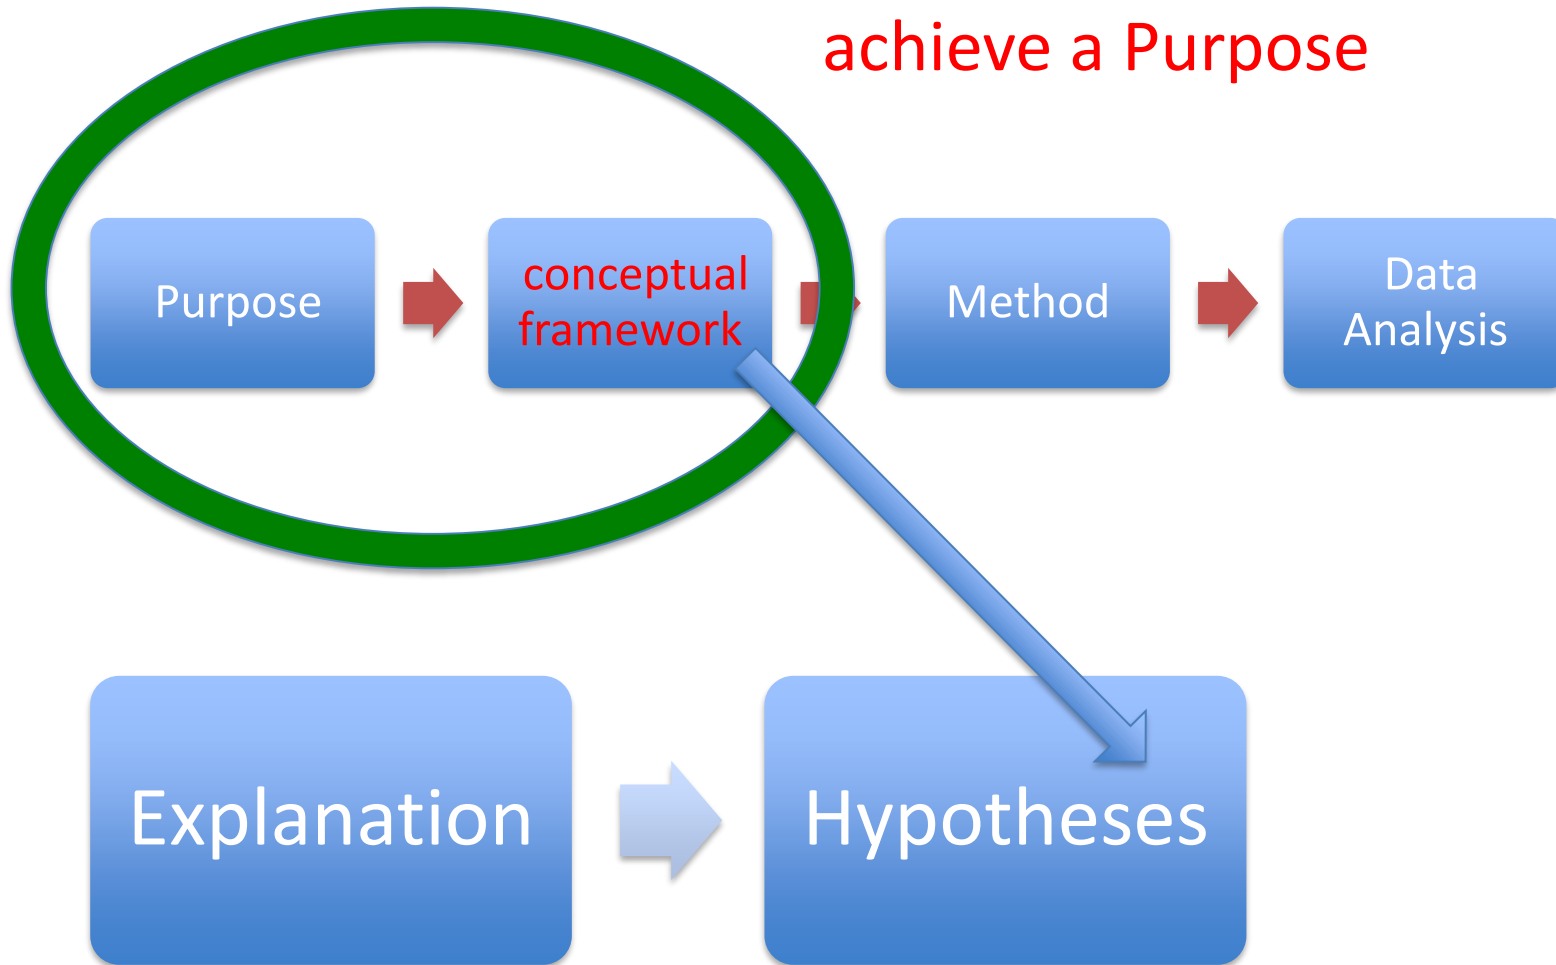 achieve a Purpose
Purpose
conceptual
framework
Method
Data
Analysis
Explanation
Hypotheses